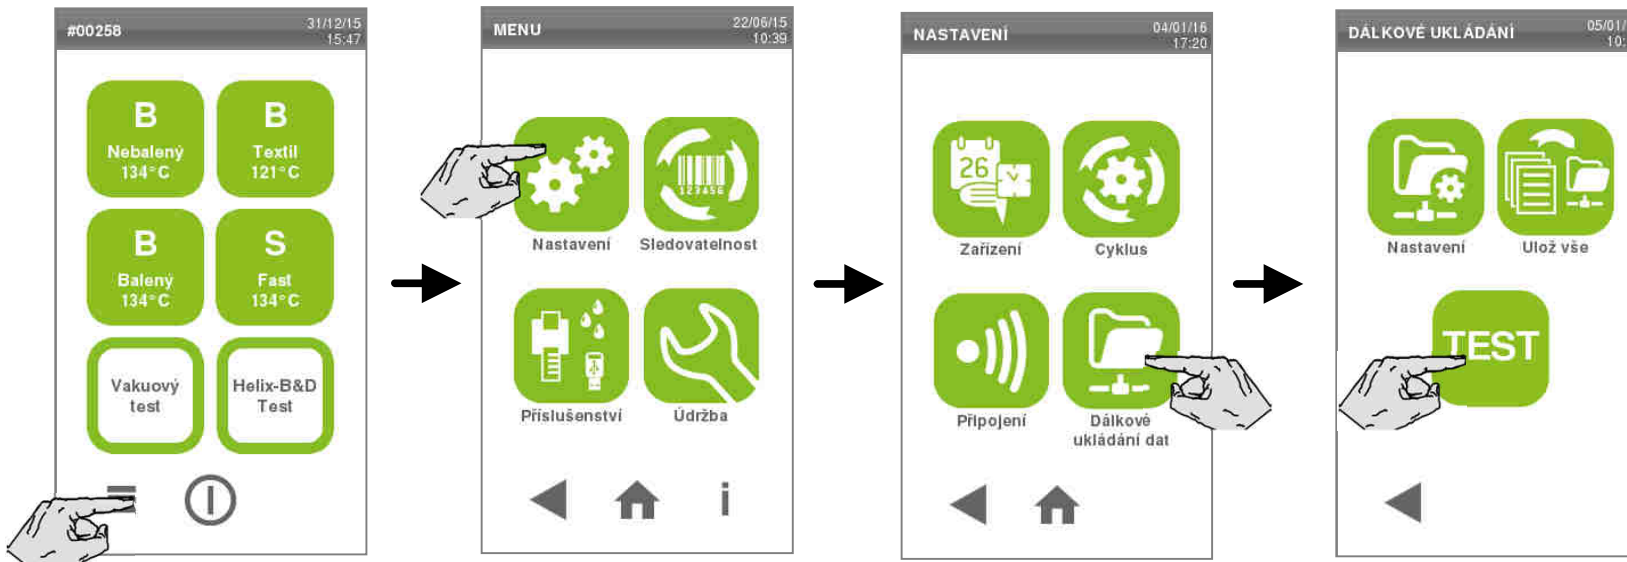 #00258
31/12/15
15:47
B
Nebalený
134°C
B
Textil
121°C
B
Balený
134°C
S
Fast
134°C
Vakuový
test
Helix-B&D
Test
MENU
22/06/15
10:39
123456
Nastavení
Sledovatelnost
Příslušenství
Údržba
i
NASTAVENÍ
04/01/16
17:20
26
Zařízení
Cyklus
Připojení
Dálkové
ukládání dat
DÁLKOVÉ UKLÁDÁNÍ
05/01/
10:
Nastavení
Ulož vše
TEST